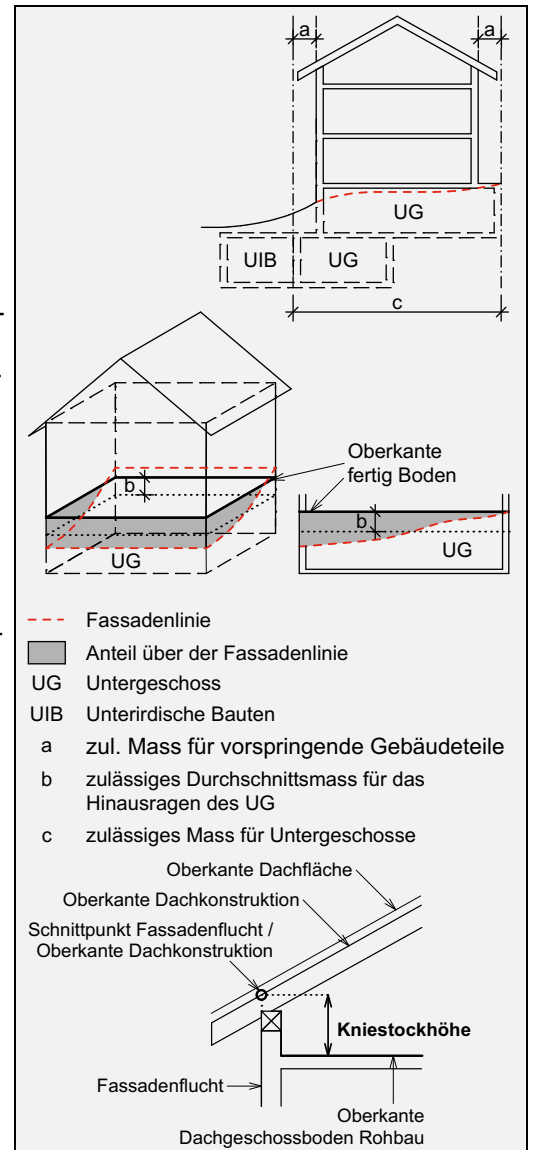 a
a
UG
UIB
UG
c
Oberkante
fertig Boden
b
b
UG
UG
Fassadenlinie
Anteil über der Fassadenlinie
UG Untergeschoss
UIB Unterirdische Bauten
a zul. Mass für vorspringende Gebäudeteile
b zulässiges Durchschnittsmass für das
Hinausragen des UG
c zulässiges Mass für Untergeschosse
Oberkante Dachfläche
Oberkante Dachkonstruktion
Schnittpunkt Fassadenflucht /
Oberkante Dachkonstruktion
Kniestockhöhe
Fassadenflucht
Oberkante
Dachgeschossboden Rohbau